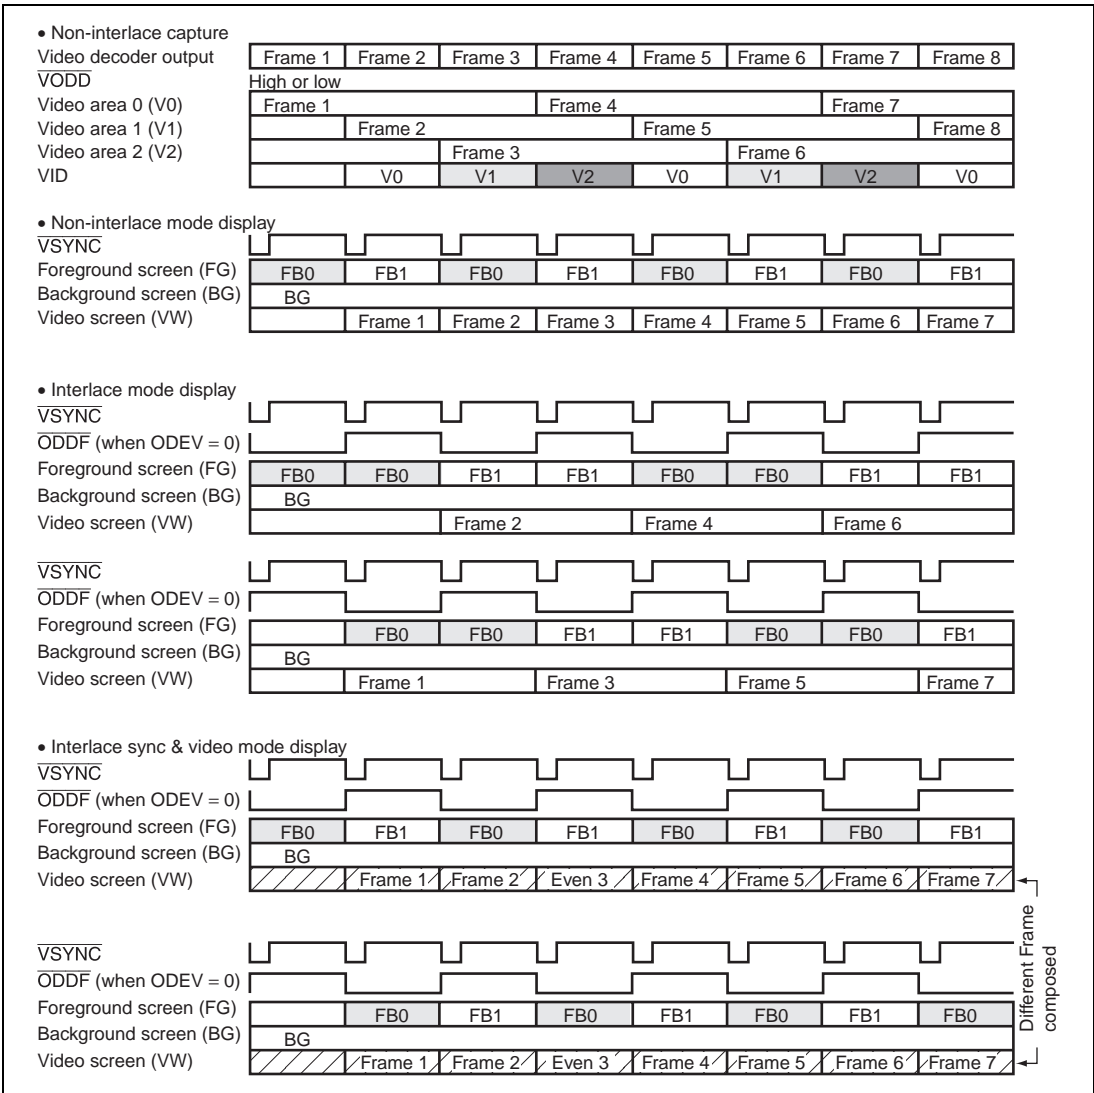 • Non-interlace capture
Video decoder output Frame 1 Frame 2 Frame 3 Frame 4 Frame 5 Frame 6 Frame 7 Frame 8
VODD High or low
Video area 0 (V0) Frame 1 Frame 4 Frame 7
Video area 1 (V1) Frame 2 Frame 5 Frame 8
Video area 2 (V2) Frame 3 Frame 6
VID V0 V1 V2 V0 V1 V2 V0
• Non-interlace mode display
VSYNC
Foreground screen (FG) FB0 FB1 FB0 FB1 FB0 FB1 FB0 FB1
Background screen (BG) BG
Video screen (VW) Frame 1 Frame 2 Frame 3 Frame 4 Frame 5 Frame 6 Frame 7
• Interlace mode display
VSYNC
ODDF (when ODEV = 0)
Foreground screen (FG) FB0 FB0 FB1 FB1 FB0 FB0 FB1 FB1
Background screen (BG) BG
Video screen (VW) Frame 2 Frame 4 Frame 6
VSYNC
ODDF (when ODEV = 0)
Foreground screen (FG) FB0 FB0 FB1 FB1 FB0 FB0 FB1
Background screen (BG) BG
Video screen (VW) Frame 1 Frame 3 Frame 5 Frame 7
• Interlace sync & video mode display
VSYNC
ODDF (when ODEV = 0)
Foreground screen (FG) FB0 FB1 FB0 FB1 FB0 FB1 FB0 FB1
Background screen (BG) BG
Video screen (VW) Frame 1 Frame 2 Even 3 Frame 4 Frame 5 Frame 6 Frame 7
Different Frame
composed
VSYNC
ODDF (when ODEV = 0)
Foreground screen (FG) FB0 FB1 FB0 FB1 FB0 FB1 FB0
Background screen (BG) BG
Video screen (VW) Frame 1 Frame 2 Even 3 Frame 4 Frame 5 Frame 6 Frame 7